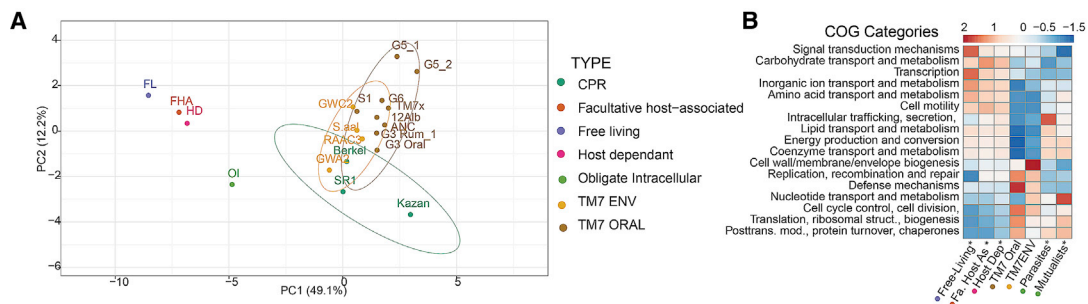 A
4
2
0
−2
−4
−6
−10
−5
0
5
PC2 (12.2%)
PC1 (49.1%)
FL
FHA
HD
OI
G5_1
G5_2
GWC2
S1
G6
TM7x
12Alb
S.aal
ANC
RAAC3
G3 Rum_1
Berkel
G3 Oral
GWA2
SR1
Kazan
TYPE
CPR
Facultative host−associated
Free living
Host dependant
Obligate Intracellular
TM7 ENV
TM7 ORAL
B
COG Categories
2 1 0 −0.5 −1.5
Signal transduction mechanisms
Carbohydrate transport and metabolism
Transcription
Inorganic ion transport and metabolism
Amino acid transport and metabolism
Cell motility
Intracellular trafficking, secretion,
Lipid transport and metabolism
Energy production and conversion
Coenzyme transport and metabolism
Cell wall/membrane/envelope biogenesis
Replication, recombination and repair
Defense mechanisms
Nucleotide transport and metabolism
Cell cycle control, cell division,
Translation, ribosomal struct., biogenesis
Posttrans. mod., protein turnover, chaperones
Free-Living*
Fa. Host As*
Host Dep*
TM7 Oral
TM7ENV
Parasites*
Mutualists*